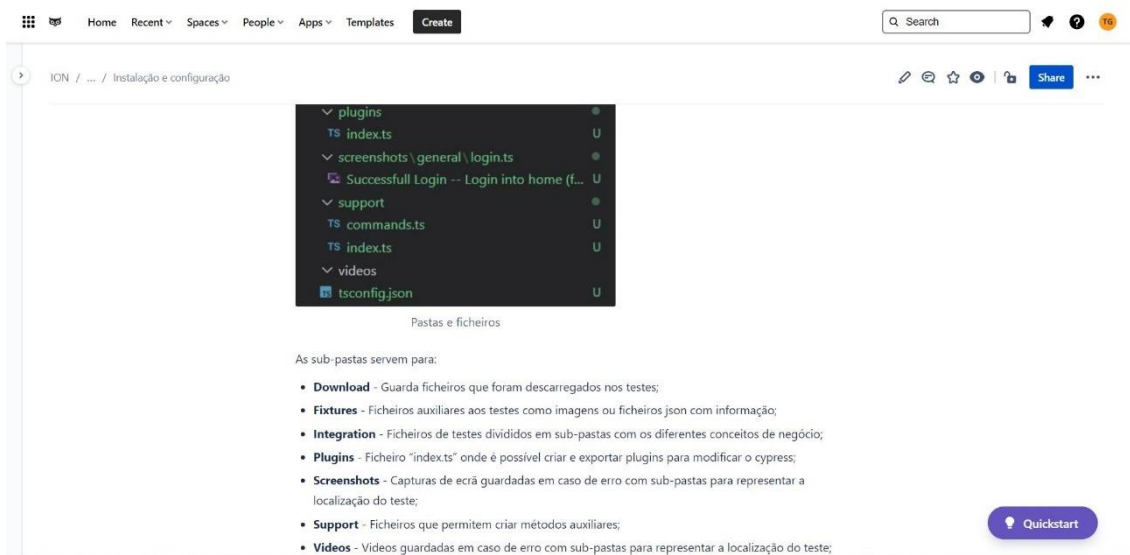 Home Recent Spaces People Apps Templates Create Search TG
ION / ... / Instalação e configuração Share
plugins
TS index.ts U
screenshots\general\login.ts
Successfull Login -- Login into home (f... U
support
TS commands.ts U
TS index.ts U
videos
TS tsconfig.json U
Pastas e ficheiros
As sub-pastas servem para:
• Download - Guarda ficheiros que foram descarregados nos testes;
• Fixtures - Ficheiros auxiliares aos testes como imagens ou ficheiros json com informação;
• Integration - Ficheiros de testes divididos em sub-pastas com os diferentes conceitos de negócio;
• Plugins - Ficheiro “index.ts” onde é possível criar e exportar plugins para modificar o cypress;
• Screenshots - Capturas de ecrã guardadas em caso de erro com sub-pastas para representar a
localização do teste;
• Support - Ficheiros que permitem criar métodos auxiliares;
Quickstart
• Videos - Videos guardadas em caso de erro com sub-pastas para representar a localização do teste;